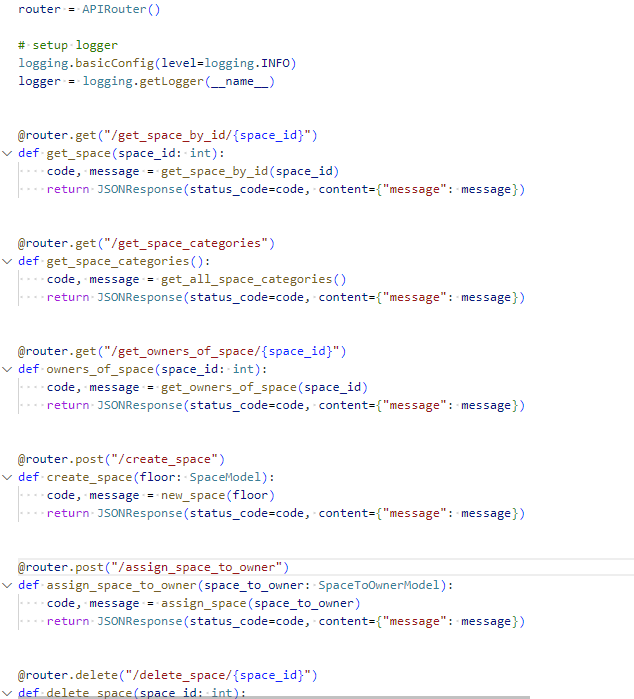 router = APIRouter()
# setup logger
logging.basicConfig(level=logging.INFO)
logger = logging.getLogger(__name__)
@router.get("/get_space_by_id/{space_id}")
def get_space(space_id: int):
    code, message = get_space_by_id(space_id)
    return JSONResponse(status_code=code, content={"message": message})
@router.get("/get_space_categories")
def get_space_categories():
    code, message = get_all_space_categories()
    return JSONResponse(status_code=code, content={"message": message})
@router.get("/get_owners_of_space/{space_id}")
def owners_of_space(space_id: int):
    code, message = get_owners_of_space(space_id)
    return JSONResponse(status_code=code, content={"message": message})
@router.post("/create_space")
def create_space(floor: SpaceModel):
    code, message = new_space(floor)
    return JSONResponse(status_code=code, content={"message": message})
@router.post("/assign_space_to_owner")
def assign_space_to_owner(space_to_owner: SpaceToOwnerModel):
    code, message = assign_space(space_to_owner)
    return JSONResponse(status_code=code, content={"message": message})
@router.delete("/delete_space/{space_id}")
def delete_space(space_id: int):